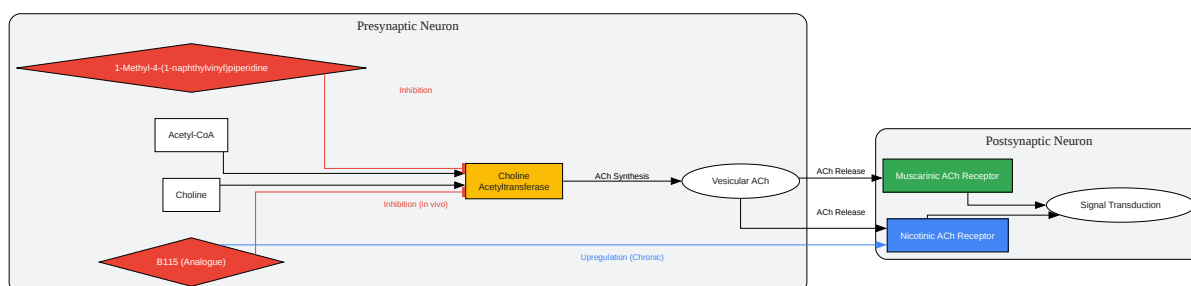 Presynaptic Neuron
1-Methyl-4-(1-naphthylvinyl)piperidine
Inhibition
Acetyl-CoA
Choline
Choline
Acetyltransferase
ACh Synthesis
Vesicular ACh
ACh Release
ACh Release
Inhibition (in vivo)
B115 (Analogue)
Upregulation (Chronic)
Postsynaptic Neuron
Muscarinic ACh Receptor
Nicotinic ACh Receptor
Signal Transduction